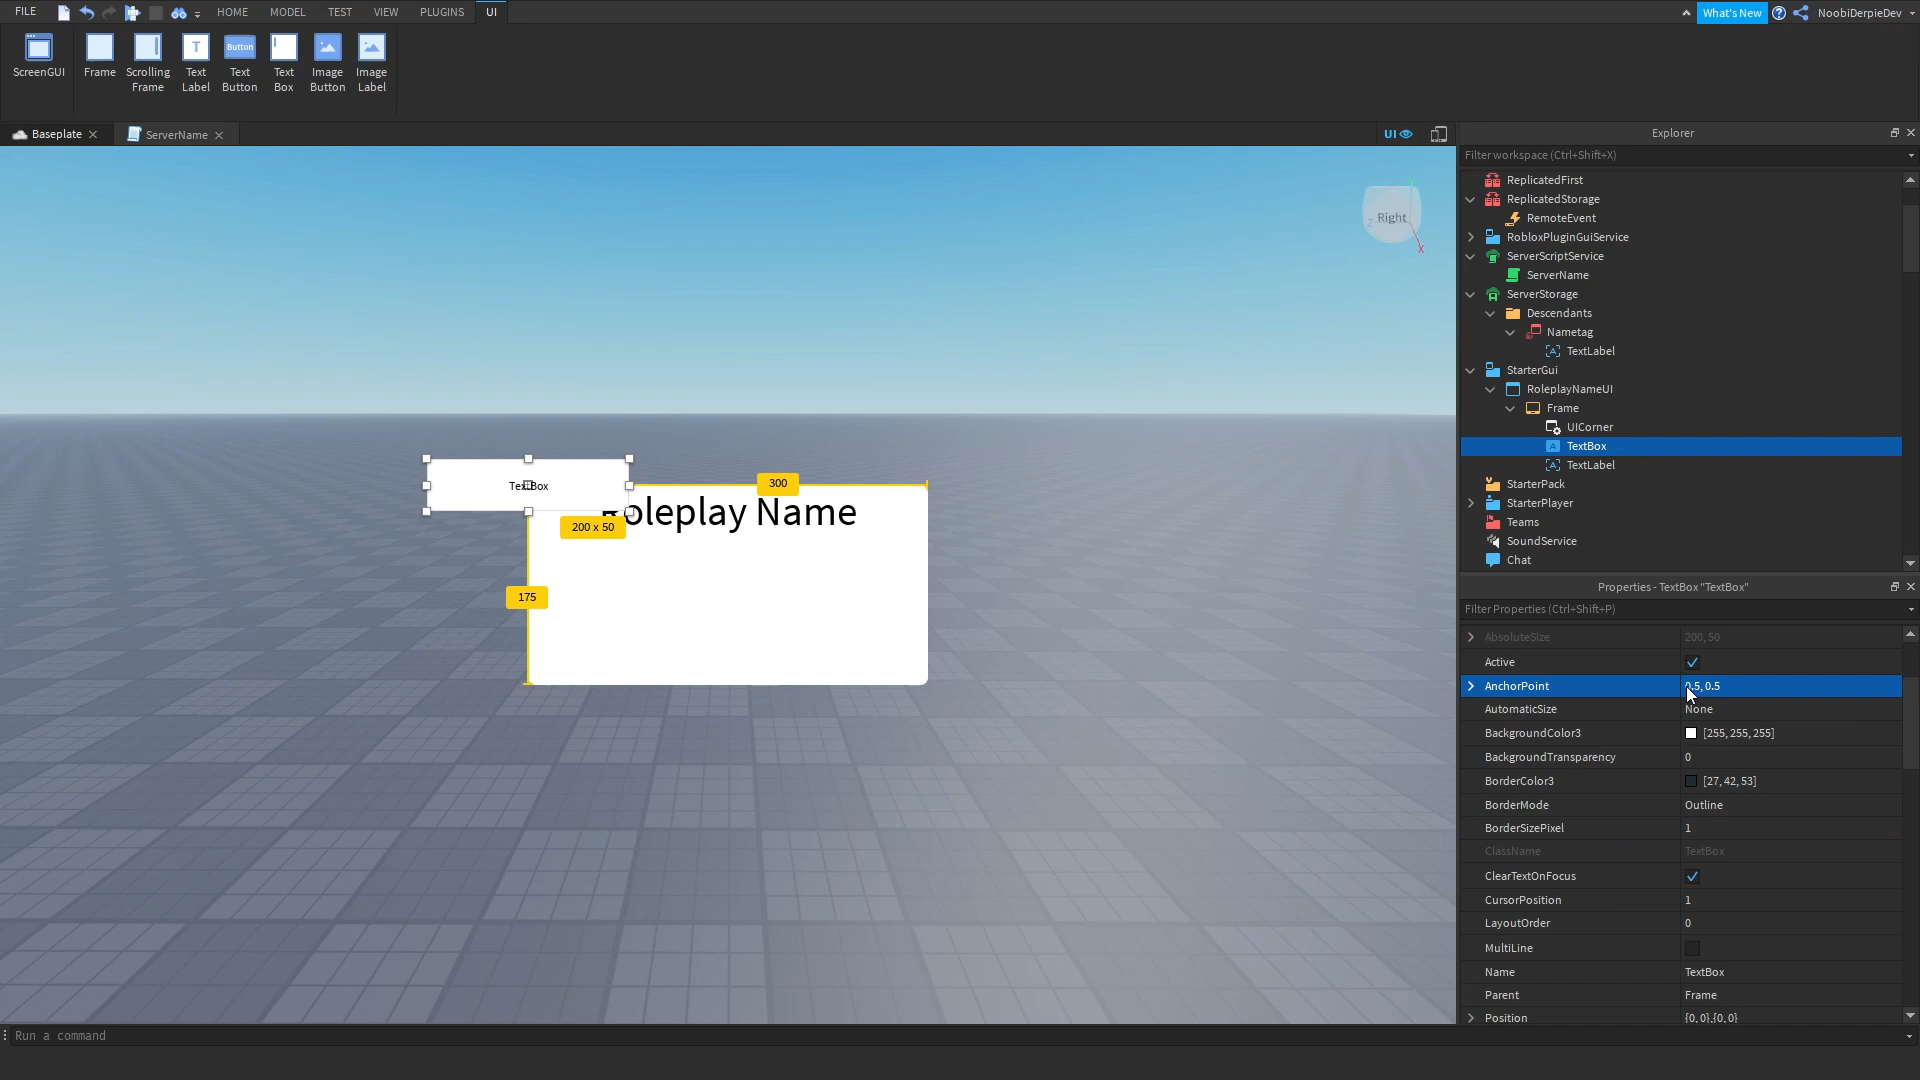 FILE
HOME
MODEL
TEST
VIEW
PLUGINS
UI
What's New
NoobiDerpieDev
ScreenGUI
Frame
Scrolling
Frame
T
Text
Label
Button
Text
Button
Text
Box
Image
Button
Image
Label
Baseplate
ServerName
UI
Right
Y
Z
X
TextBox
300
Roleplay Name
200 x 50
175
Explorer
Filter workspace (Ctrl+Shift+X)
ReplicatedFirst
ReplicatedStorage
RemoteEvent
RobloxPluginGuiService
ServerScriptService
ServerName
ServerStorage
Descendants
Nametag
TextLabel
StarterGui
RoleplayNameUI
Frame
UICorner
TextBox
TextLabel
StarterPack
StarterPlayer
Teams
SoundService
Chat
Properties - TextBox "TextBox"
Filter Properties (Ctrl+Shift+P)
AbsoluteSize 200, 50
Active
AnchorPoint 0.5, 0.5
AutomaticSize None
BackgroundColor3 [255, 255, 255]
BackgroundTransparency 0
BorderColor3 [27, 42, 53]
BorderMode Outline
BorderSizePixel 1
ClassName TextBox
ClearTextOnFocus
CursorPosition 1
LayoutOrder 0
MultiLine
Name TextBox
Parent Frame
Position {0, 0},{0, 0}
Run a command